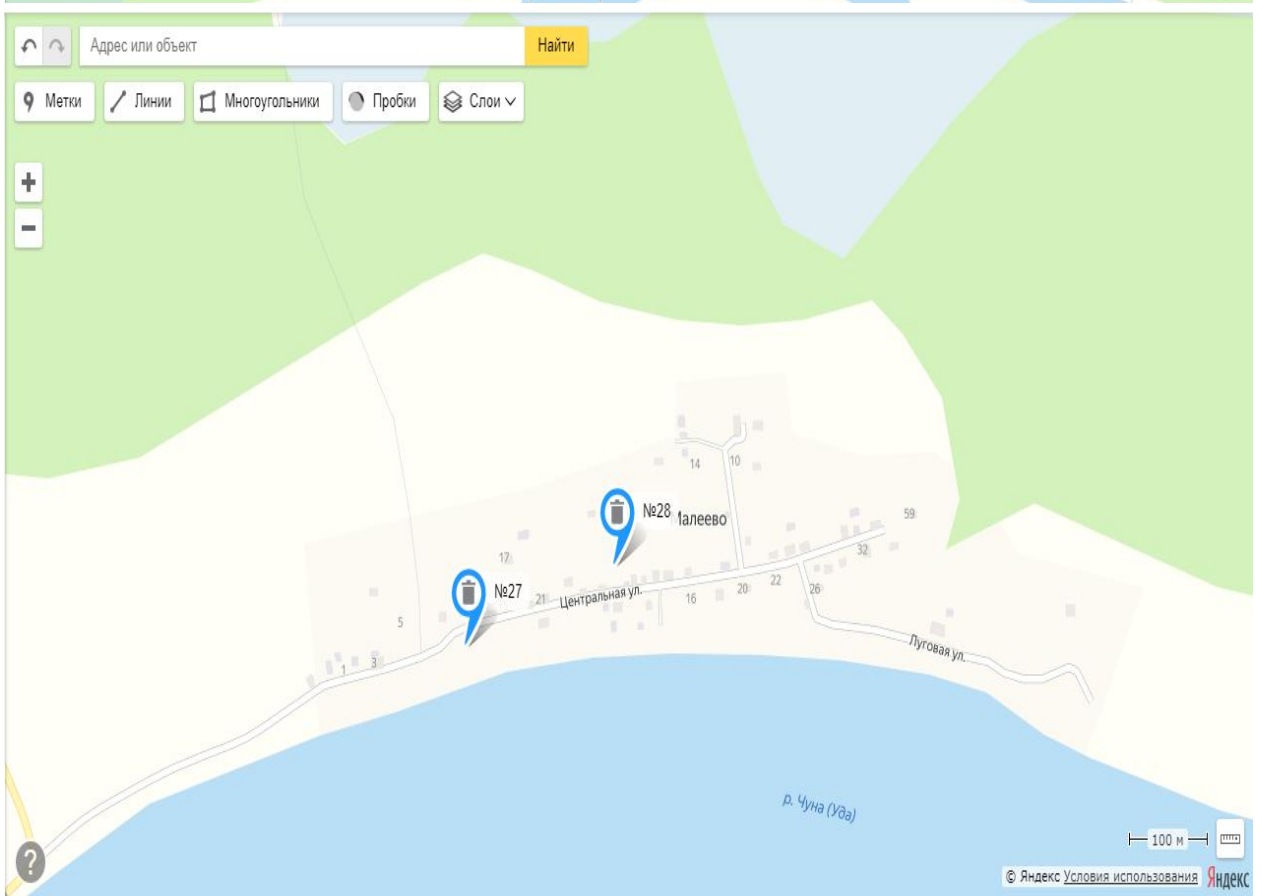 Адрес или объект
Найти
Метки
Линии
Многоугольники
Пробки
Слои
+
−
14
10
№28
Малеево
59
17
32
№27
21
Центральная ул.
16
20
22
26
5
1
3
Луговая ул.
р. Чуна (Уда)
100 м
?
© Яндекс Условия использования Яндекс